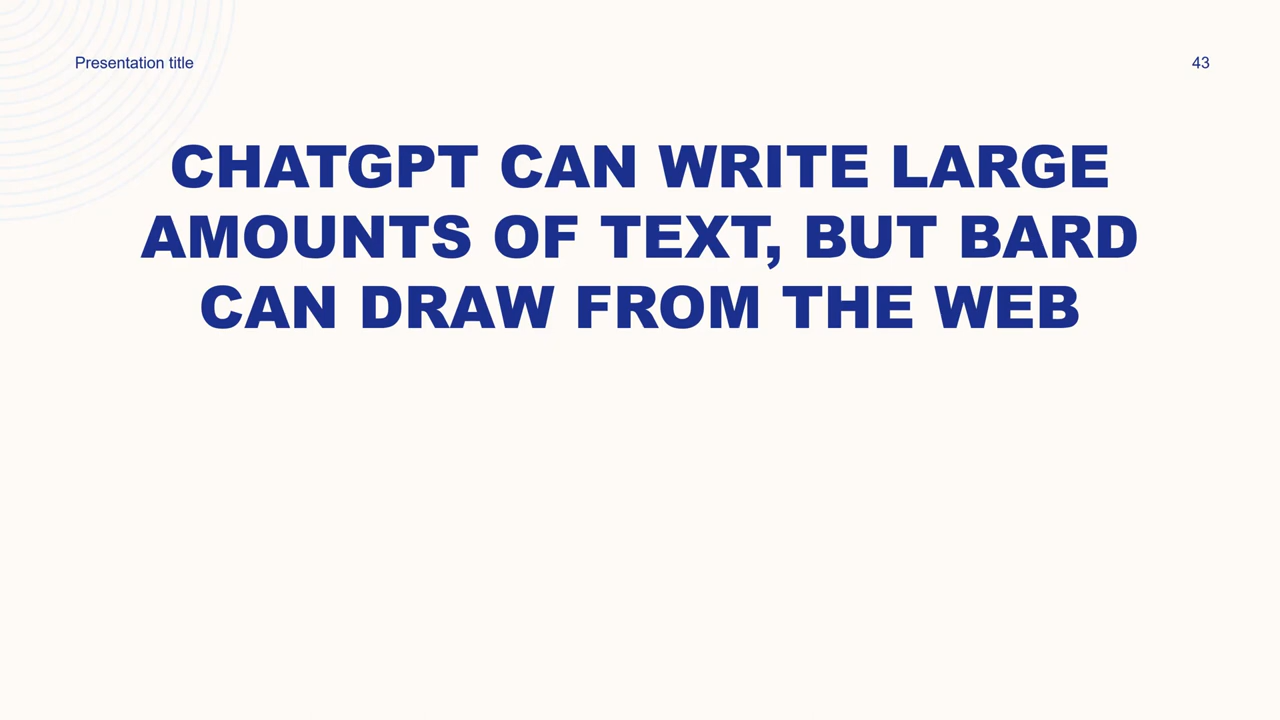 Presentation title
43
CHATGPT CAN WRITE LARGE
AMOUNTS OF TEXT, BUT BARD
CAN DRAW FROM THE WEB